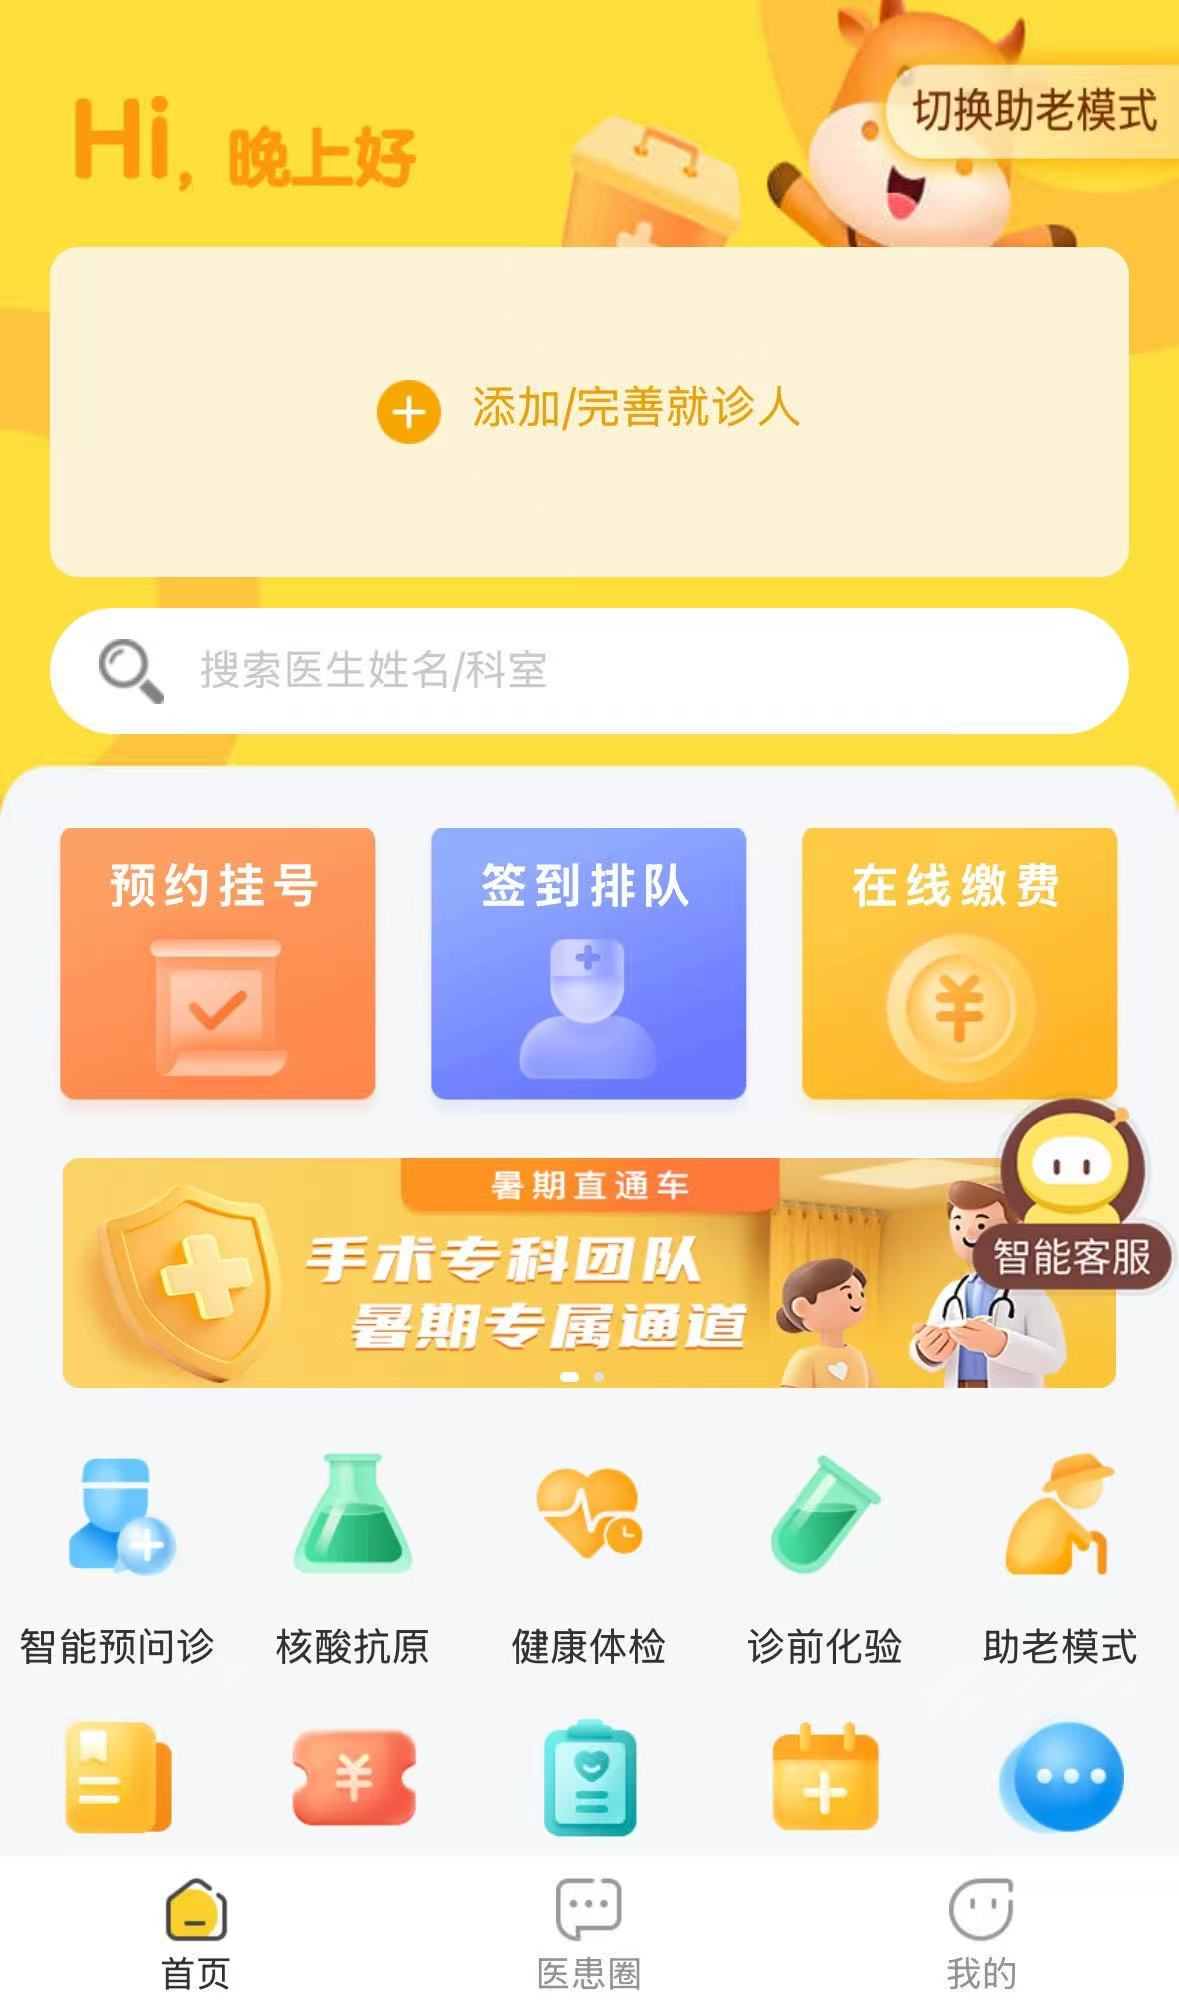 切换助老模式
Hi, 晚上好
添加/完善就诊人
搜索医生姓名/科室
预约挂号
签到排队
在线缴费
暑期直通车
手术专科团队
暑期专属通道
智能客服
智能预问诊
核酸抗原
健康体检
诊前化验
助老模式
首页
医患圈
我的